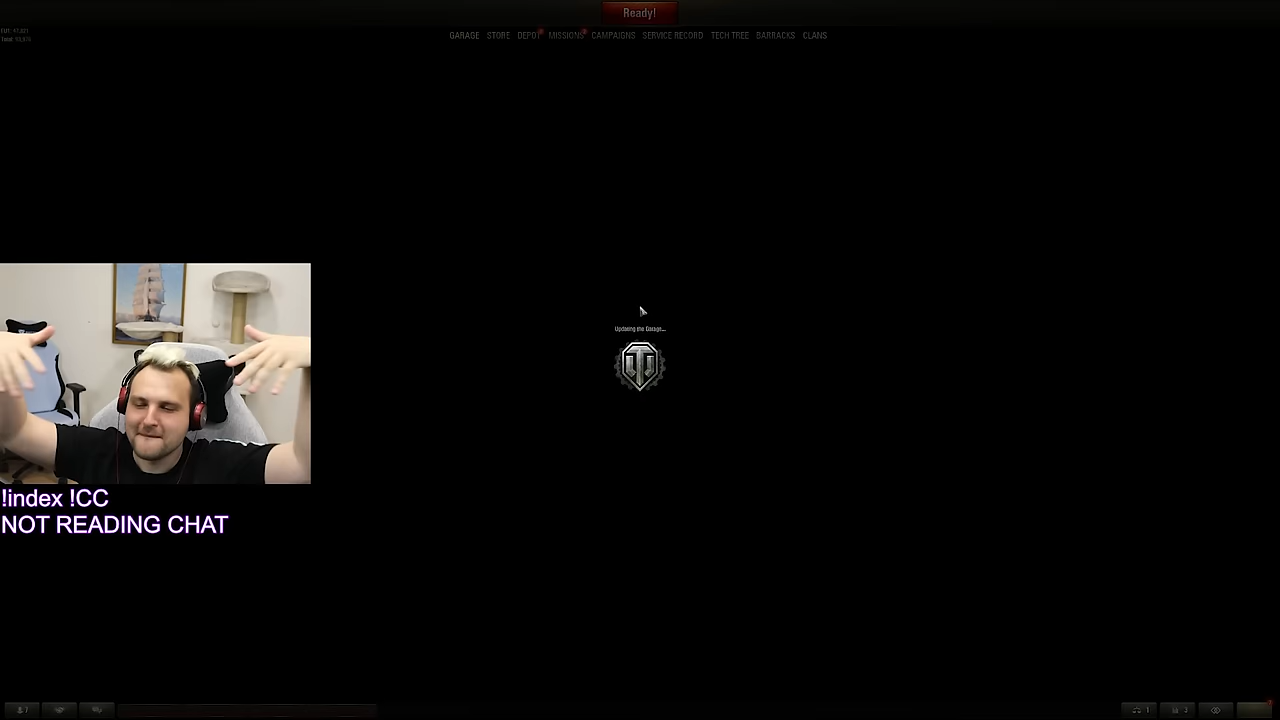 Ready!
GARAGE STORE DEPOT MISSIONS CAMPAIGNS SERVICE RECORD TECH TREE BARRACKS CLANS
Updating the Garage...
!index !CC
NOT READING CHAT